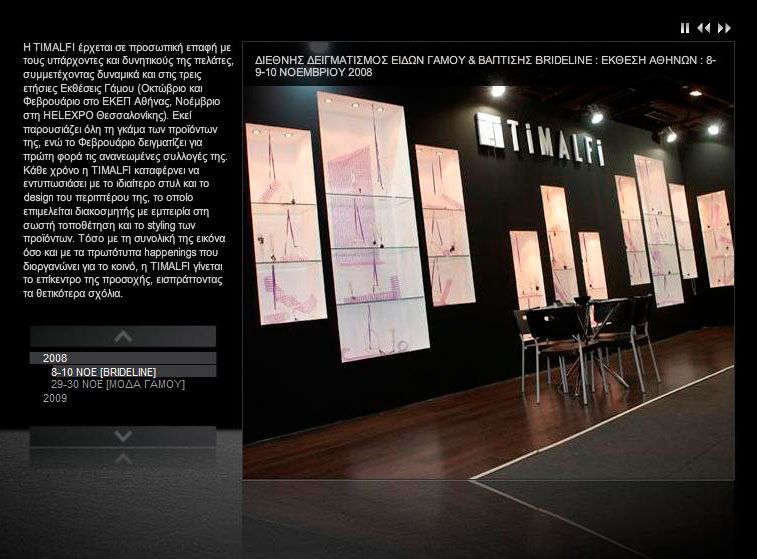 Η TIMALFI έρχεται σε προσωπική επαφή με
τους υπάρχοντες και δυνητικούς της πελάτες,
συμμετέχοντας δυναμικά και στις τρεις
ετήσιες Εκθέσεις Γάμου (Οκτώβριο και
Φεβρουάριο στο ΕΚΕΠ Αθήνας, Νοέμβριο
στη HELEXPO Θεσσαλονίκης). Εκεί
παρουσιάζει όλη τη γκάμα των προϊόντων
της, ενώ το Φεβρουάριο δειγματίζει για
πρώτη φορά τις ανανεωμένες συλλογές της.
Κάθε χρόνο η TIMALFI καταφέρνει να
εντυπωσιάσει με το ιδιαίτερο στυλ και το
design του περιπτέρου της, το οποίο
επιμελείται διακοσμητής με εμπειρία στη
σωστή τοποθέτηση και το styling των
προϊόντων. Τόσο με τη συνολική της εικόνα
όσο και με τα πρωτότυπα happenings που
διοργανώνει για το κοινό, η TIMALFI γίνεται
το επίκεντρο της προσοχής, εισπράττοντας
τα θετικότερα σχόλια.
2008
8-10 ΝΟΕ [BRIDELINE]
29-30 ΝΟΕ [ΜΟΔΑ ΓΑΜΟΥ]
2009
ΔΙΕΘΝΗΣ ΔΕΙΓΜΑΤΙΣΜΟΣ ΕΙΔΩΝ ΓΑΜΟΥ & ΒΑΠΤΙΣΗΣ BRIDELINE : ΕΚΘΕΣΗ ΑΘΗΝΩΝ : 8-
9-10 ΝΟΕΜΒΡΙΟΥ 2008
TiMALFi